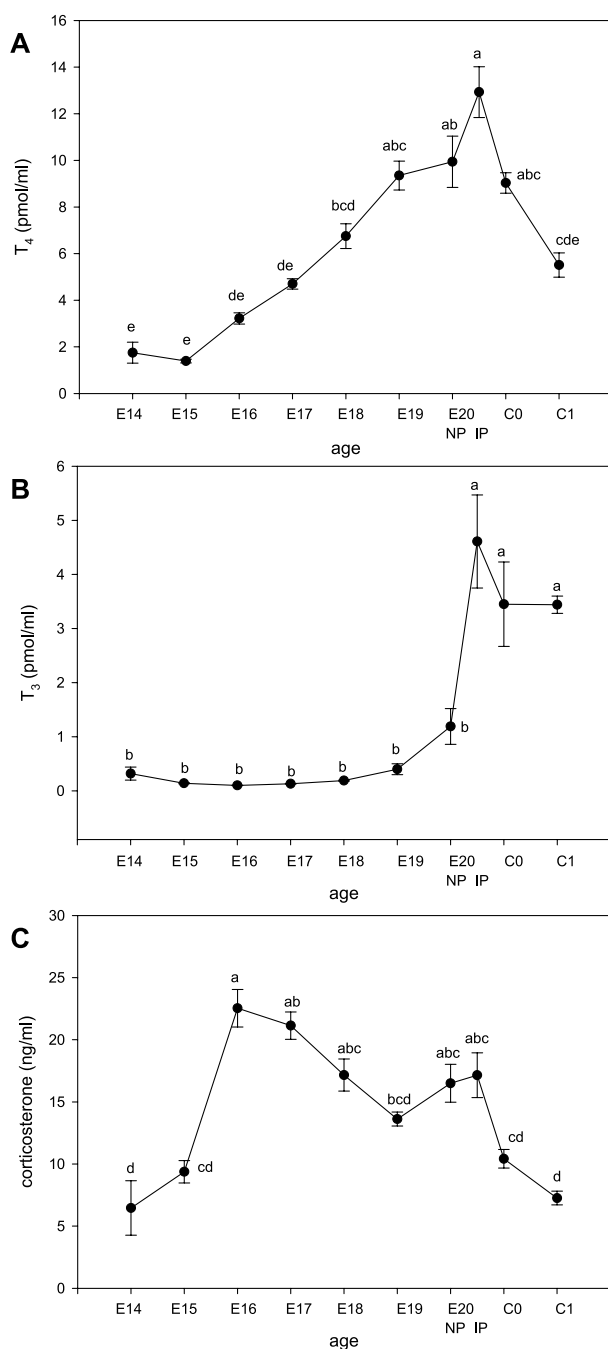 A
16
a
14
12
ab
abc
10
abc
T4 (pmol/ml)
8
bcd
cde
6
de
4
de
e
e
2
0
E14 E15 E16 E17 E18 E19 E20 C0 C1
NP IP
age
B
6
a
5
a
4
a
T3 (pmol/ml)
3
2
1
b b b b b b b
0
E14 E15 E16 E17 E18 E19 E20 C0 C1
NP IP
age
C
30
25
a
ab
abc abc abc
20
corticosterone (ng/ml)
15
bcd
cd
10
d cd d
5
0
E14 E15 E16 E17 E18 E19 E20 C0 C1
NP IP
age